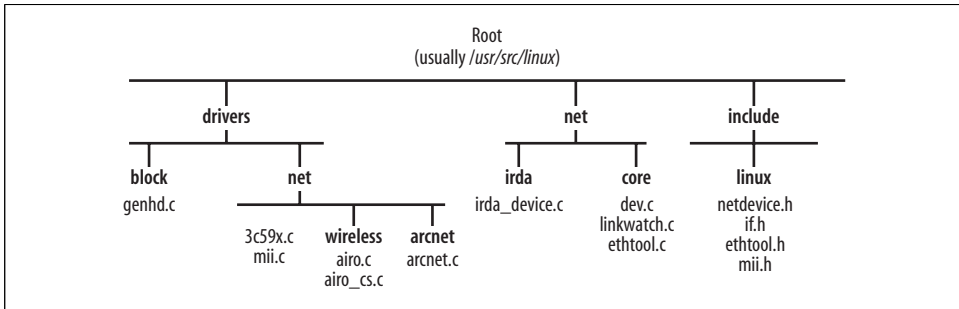 Root
(usually /usr/src/linux)
drivers
net
include
block
net
irda
core
linux
genhd.c
irda_device.c
dev.c
netdevice.h
linkwatch.c
if.h
3c59x.c
wireless
arcnet
ethtool.c
ethtool.h
mii.c
airo.c
arcnet.c
mii.h
airo_cs.c